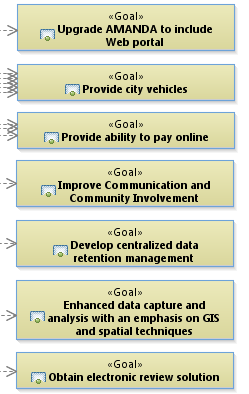 «Goal»
Upgrade AMANDA to include
Web portal
«Goal»
Provide city vehicles
«Goal»
Provide ability to pay online
«Goal»
Improve Communication and
Community Involvement
«Goal»
Develop centralized data
retention management
«Goal»
Enhanced data capture and
analysis with an emphasis on GIS
and spatial techniques
«Goal»
Obtain electronic review solution